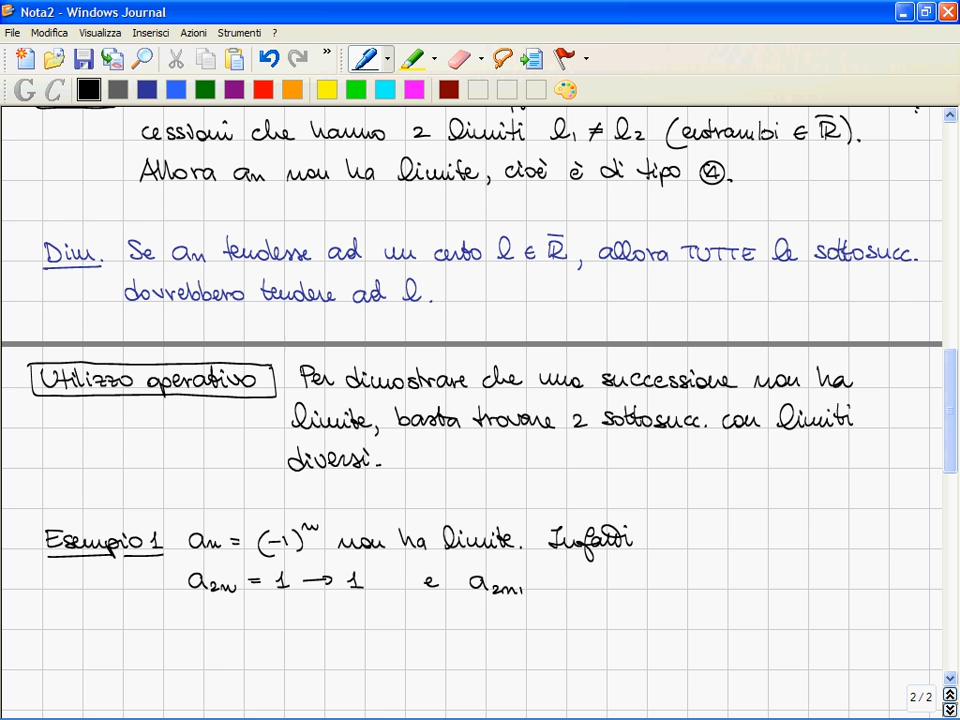 Nota2 - Windows Journal
File Modifica Visualizza Inserisci Azioni Strumenti ?
G C
cessioni che hanno 2 limiti l₁ ≠ l₂ (entrambi ∈ R̅).
Allora an non ha limite, cioè è di tipo ④.
Dim. Se an tendesse ad un certo l ∈ R̅, allora TUTTE le sottosucc.
dovrebbero tendere ad l.
Utilizzo operativo Per dimostrare che una successione non ha
limite, basta trovare 2 sottosucc. con limiti
diversi.
Esempio 1 an = (-1)ⁿ non ha limite. Infatti
a₂ₙ = 1 → 1 e a₂ₙ
2 / 2